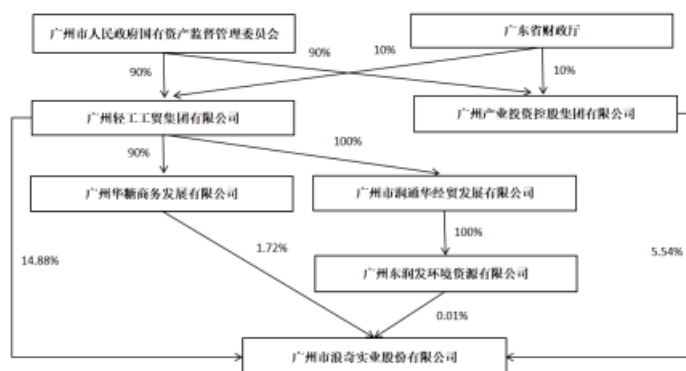 广州市人民政府国有资产监督管理委员会
广东省财政厅
90%
90%
10%
10%
广州轻工工贸集团有限公司
广州产业投资控股集团有限公司
90%
100%
广州华糖商务发展有限公司
广州市润通华经贸发展有限公司
14.88%
1.72%
100%
5.54%
广州东润发环境资源有限公司
0.01%
广州市浪奇实业股份有限公司